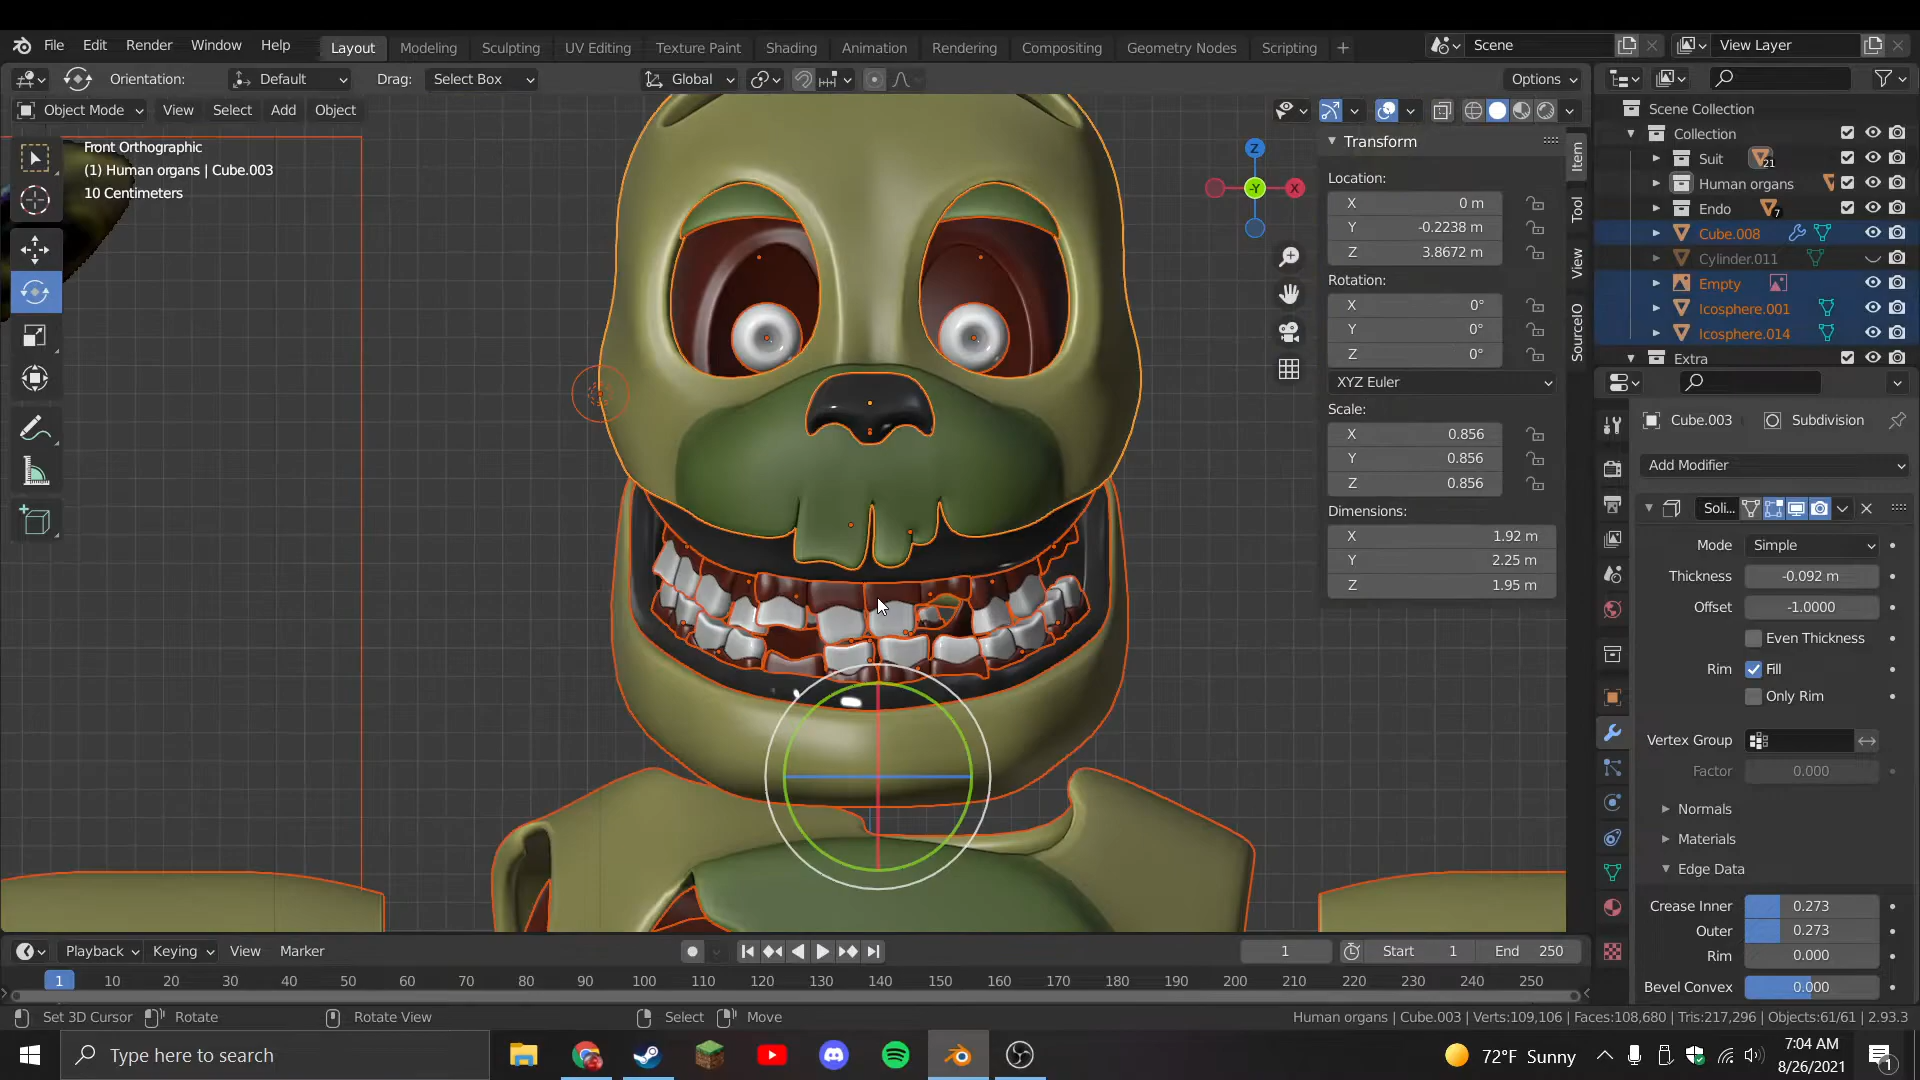 File Edit Render Window Help Layout Modeling Sculpting UV Editing Texture Paint Shading Animation Rendering Compositing Geometry Nodes Scripting + Scene View Layer
Orientation: Default Drag: Select Box Global Options
Object Mode View Select Add Object
Front Orthographic
(1) Human organs | Cube.003
10 Centimeters
Z
-Y
X
Transform
Location:
X 0 m
Y -0.2238 m
Z 3.8672 m
Rotation:
X 0°
Y 0°
Z 0°
XYZ Euler
Scale:
X 0.856
Y 0.856
Z 0.856
Dimensions:
X 1.92 m
Y 2.25 m
Z 1.95 m
Item
Tool
View
SourceIO
Scene Collection
Collection
Suit 21
Human organs
Endo 7
Cube.008
Cylinder.011
Empty
Icosphere.001
Icosphere.014
Extra
Cube.003 Subdivision
Add Modifier
Soli...
Mode Simple
Thickness -0.092 m
Offset -1.0000
Even Thickness
Rim Fill
Only Rim
Vertex Group
Factor 0.000
Normals
Materials
Edge Data
Crease Inner 0.273
Outer 0.273
Rim 0.000
Bevel Convex 0.000
Playback Keying View Marker 1 Start 1 End 250
1 10 20 30 40 50 60 70 80 90 100 110 120 130 140 150 160 170 180 190 200 210 220 230 240 250
Set 3D Cursor Rotate Rotate View Select Move Human organs | Cube.003 | Verts:109,106 | Faces:108,680 | Tris:217,296 | Objects:61/61 | 2.93.3
Type here to search 72°F Sunny 7:04 AM
8/26/2021 1